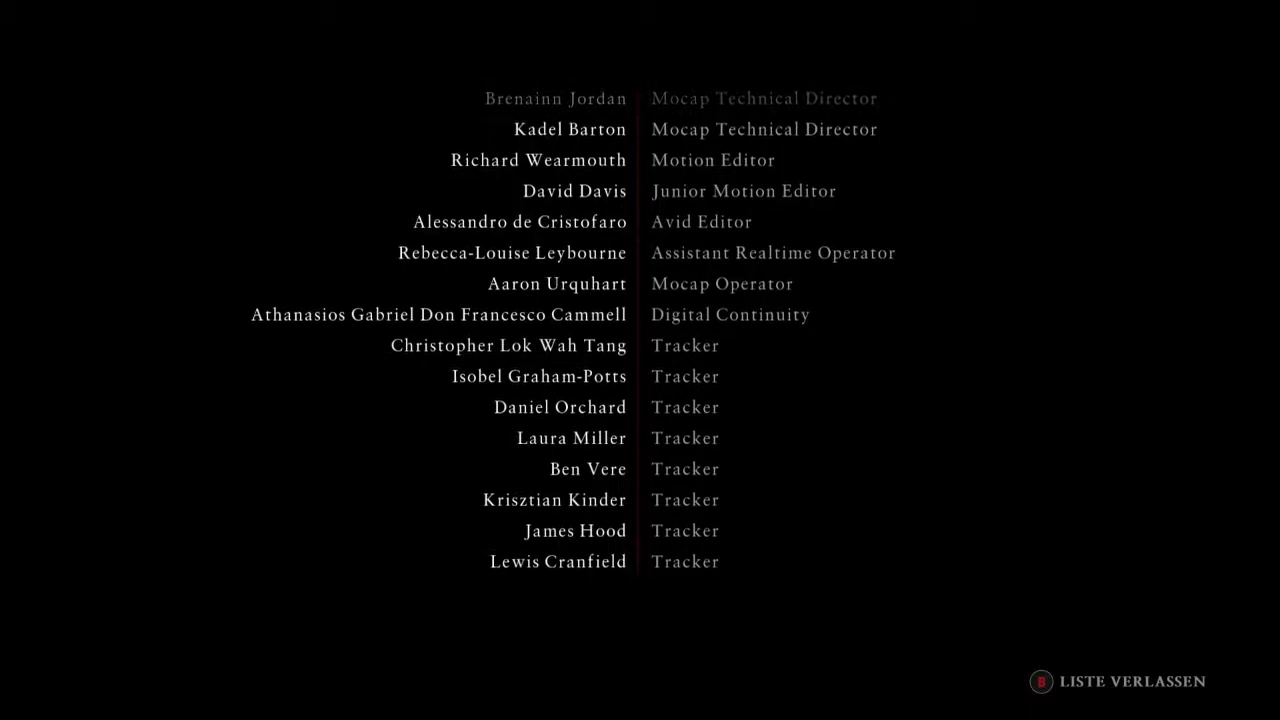 Brenainn Jordan Mocap Technical Director
Kadel Barton Mocap Technical Director
Richard Wearmouth Motion Editor
David Davis Junior Motion Editor
Alessandro de Cristofaro Avid Editor
Rebecca-Louise Leybourne Assistant Realtime Operator
Aaron Urquhart Mocap Operator
Athanasios Gabriel Don Francesco Cammell Digital Continuity
Christopher Lok Wah Tang Tracker
Isobel Graham-Potts Tracker
Daniel Orchard Tracker
Laura Miller Tracker
Ben Vere Tracker
Krisztian Kinder Tracker
James Hood Tracker
Lewis Cranfield Tracker
B LISTE VERLASSEN